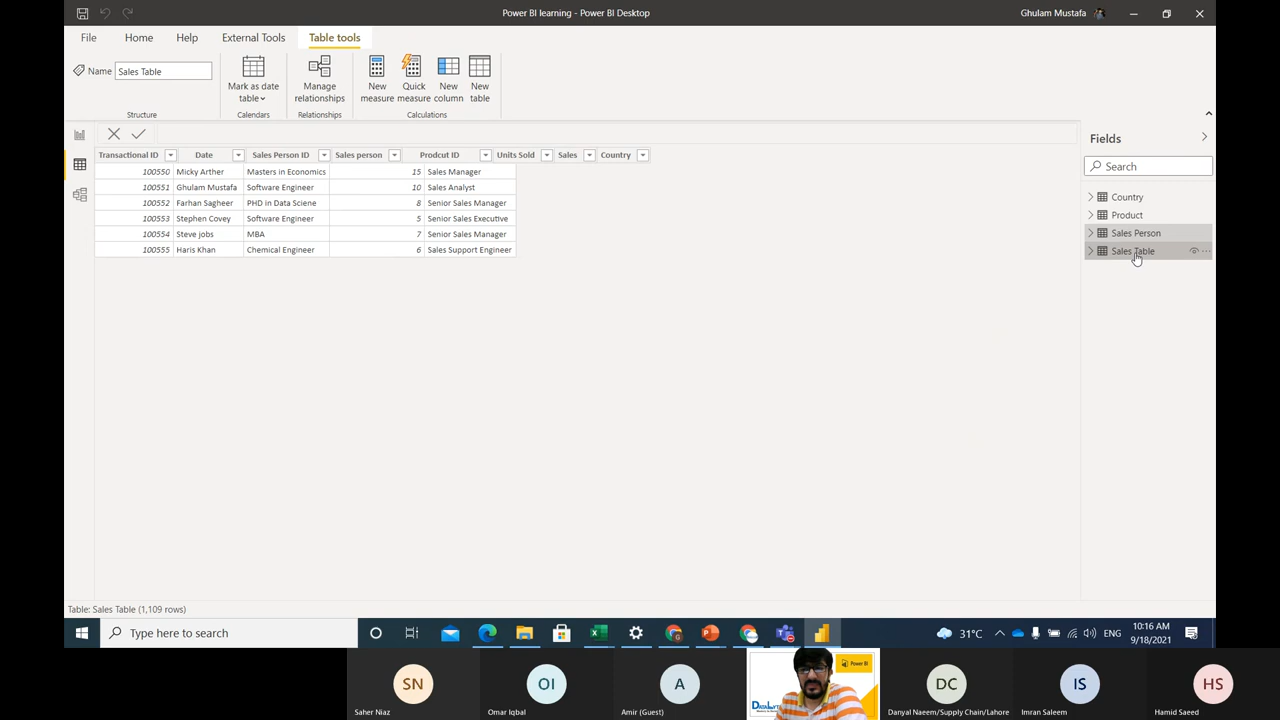 Power BI learning - Power BI Desktop
Ghulam Mustafa
File
Home
Help
External Tools
Table tools
Name
Sales Table
Mark as date
table
Manage
relationships
New
measure
Quick
measure
New
column
New
table
Structure
Calendars
Relationships
Calculations
Transactional ID Date Sales Person ID Sales person Prodcut ID Units Sold Sales Country
100550 Micky Arther Masters in Economics 15 Sales Manager
100551 Ghulam Mustafa Software Engineer 10 Sales Analyst
100552 Farhan Sagheer PHD in Data Sciene 8 Senior Sales Manager
100553 Stephen Covey Software Engineer 5 Senior Sales Executive
100554 Steve jobs MBA 7 Senior Sales Manager
100555 Haris Khan Chemical Engineer 6 Sales Support Engineer
Fields
Search
Country
Product
Sales Person
Sales Table
Table: Sales Table (1,109 rows)
Type here to search
31°C
ENG
10:16 AM
9/18/2021
SN
OI
A
Power BI
DC
IS
HS
Saher Niaz
Omar Iqbal
Amir (Guest)
Danyal Naeem/Supply Chain/Lahore
Imran Saleem
Hamid Saeed